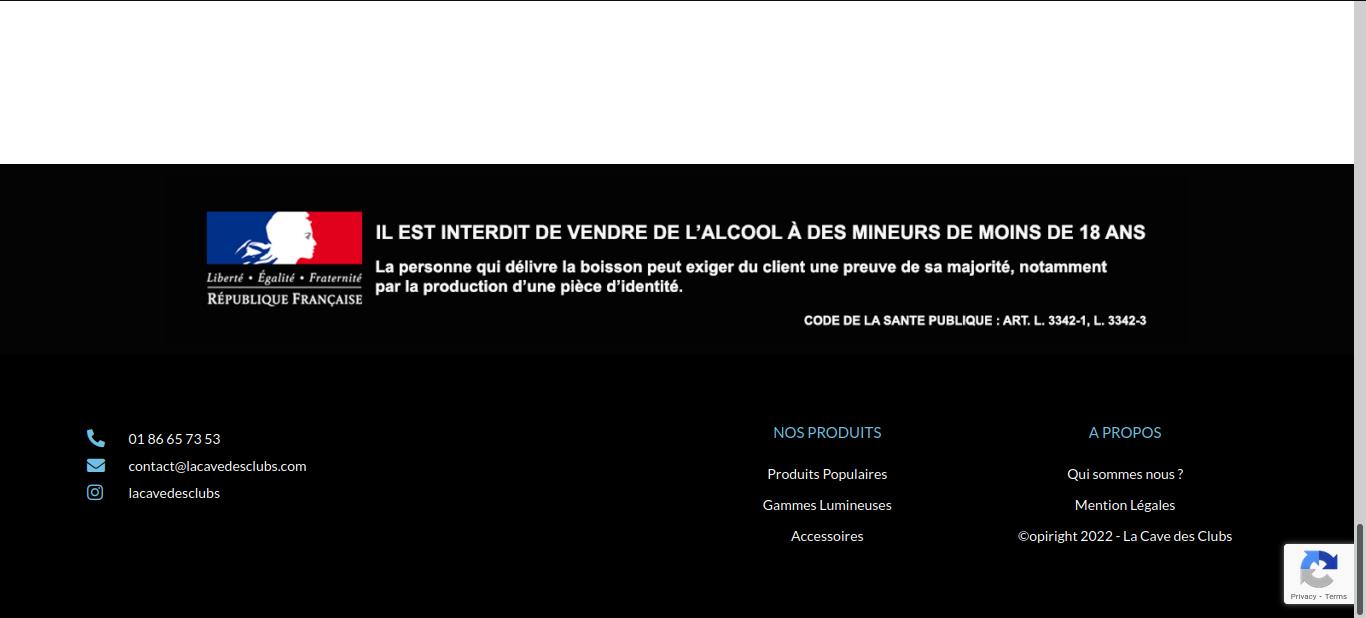 Liberté • Égalité • Fraternité
RÉPUBLIQUE FRANÇAISE
IL EST INTERDIT DE VENDRE DE L’ALCOOL À DES MINEURS DE MOINS DE 18 ANS
La personne qui délivre la boisson peut exiger du client une preuve de sa majorité, notamment
par la production d’une pièce d’identité.
CODE DE LA SANTE PUBLIQUE : ART. L. 3342-1, L. 3342-3
01 86 65 73 53
contact@lacavedesclubs.com
lacavedesclubs
NOS PRODUITS
Produits Populaires
Gammes Lumineuses
Accessoires
A PROPOS
Qui sommes nous ?
Mention Légales
©opiright 2022 - La Cave des Clubs
Privacy - Terms